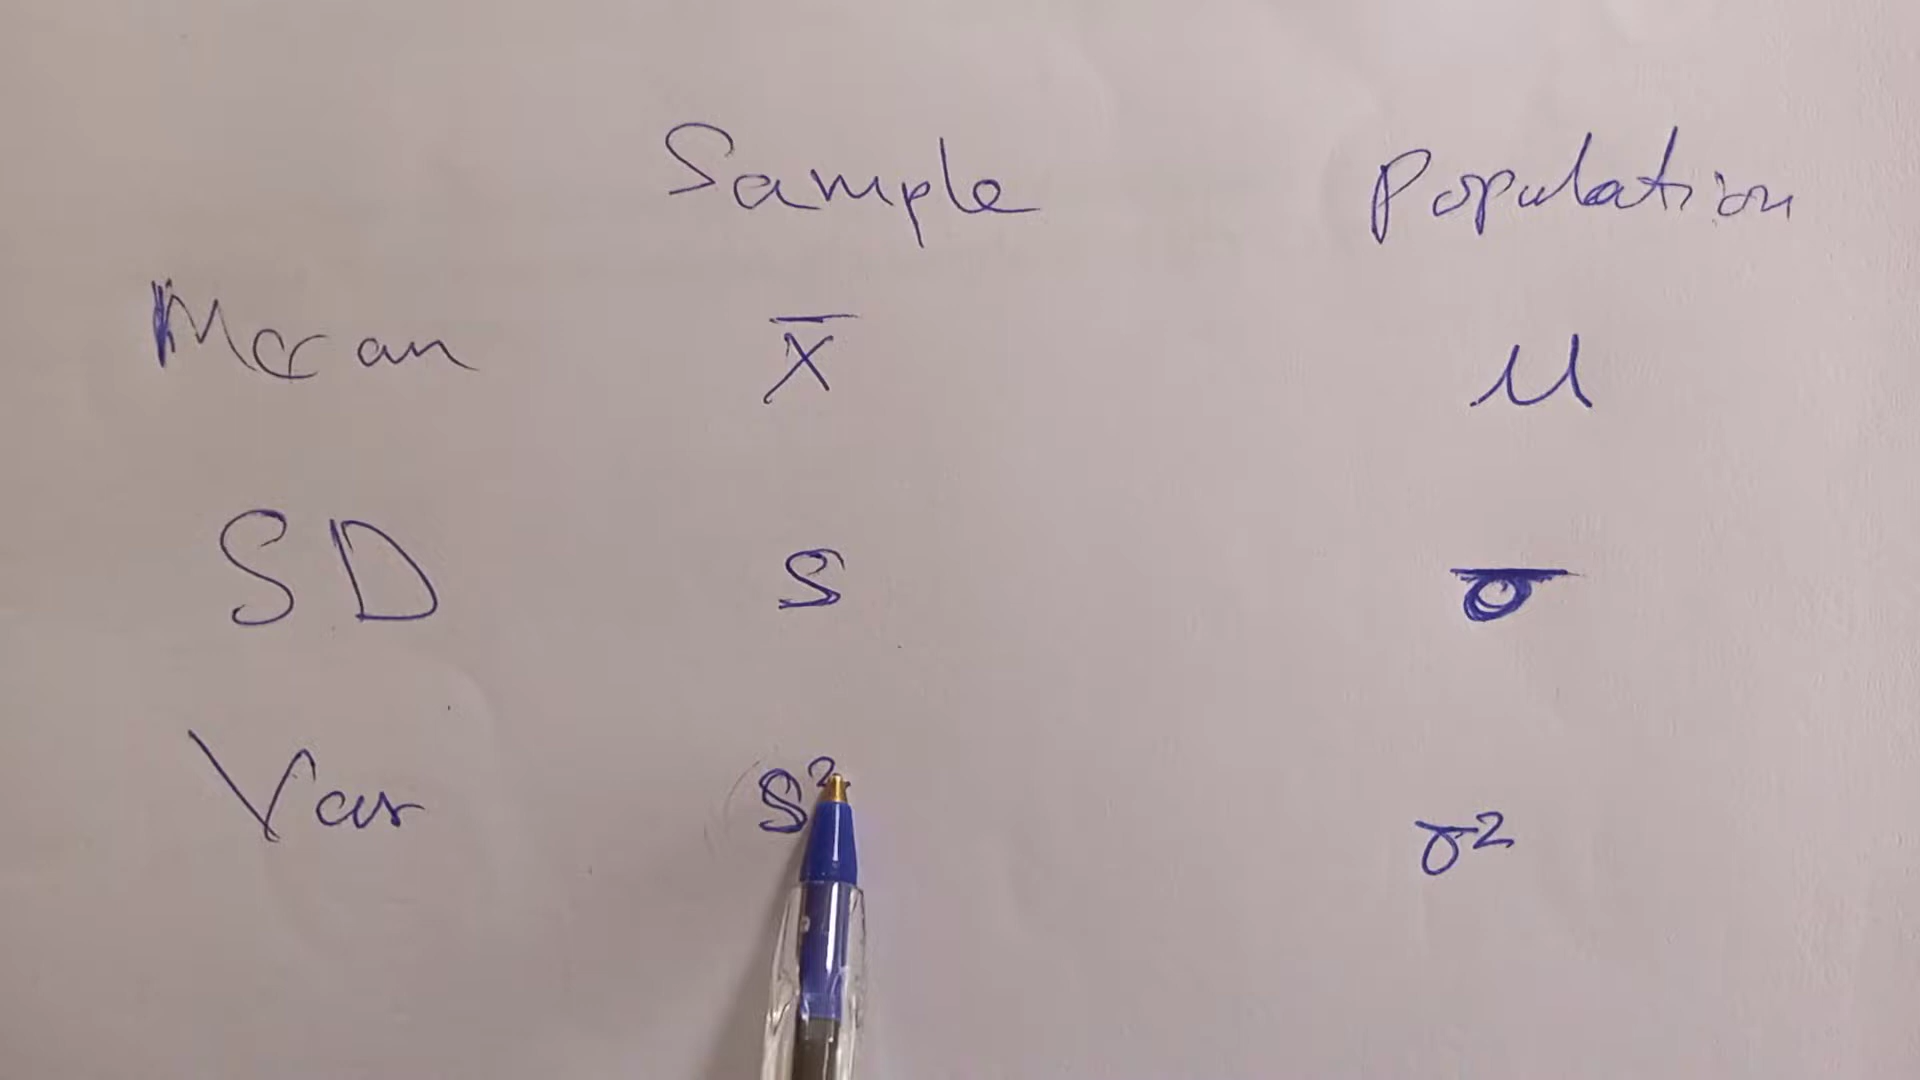 Sample Population
Mean x̄ μ
SD S σ
Var S² σ²